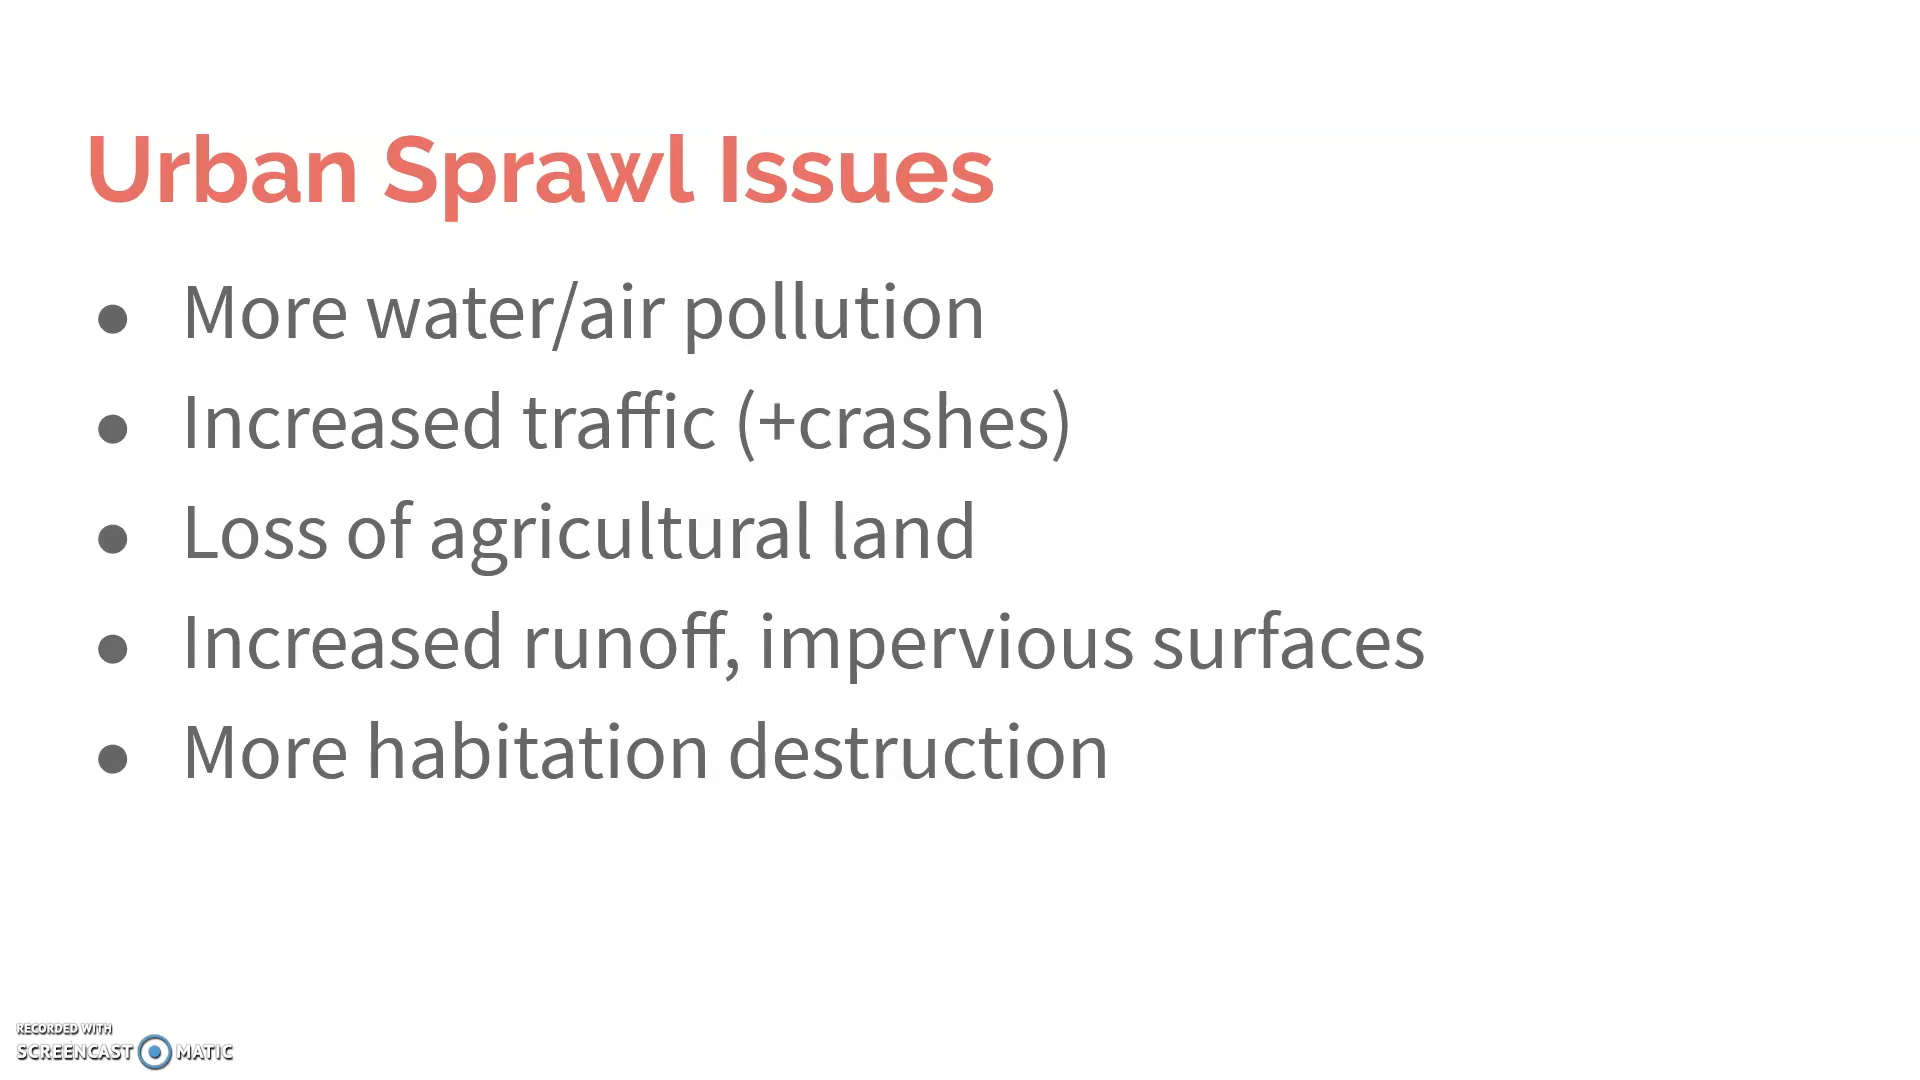 Urban Sprawl Issues
● More water/air pollution
● Increased traffic (+crashes)
● Loss of agricultural land
● Increased runoff, impervious surfaces
● More habitation destruction
RECORDED WITH
SCREENCAST MATIC